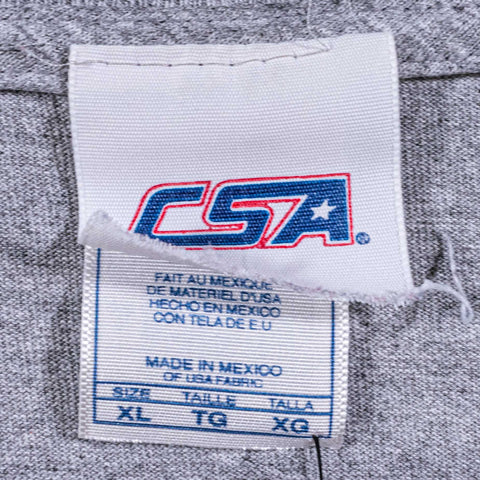 CSA®
FAIT AU MEXIQUE
DE MATERIEL D'USA
HECHO EN MEXICO
CON TELA DE E.U
MADE IN MEXICO
OF USA FABRIC
SIZE TAILLE TALLA
XL TG XG